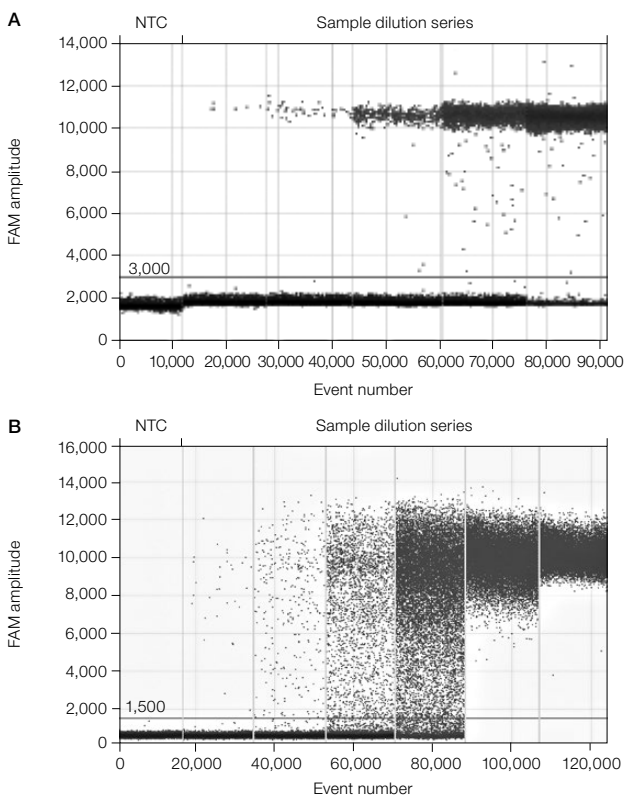 A
NTC Sample dilution series
14,000
12,000
10,000
8,000
6,000
4,000
2,000
0
FAM amplitude
3,000
0 10,000 20,000 30,000 40,000 50,000 60,000 70,000 80,000 90,000
Event number
B
NTC Sample dilution series
16,000
14,000
12,000
10,000
8,000
6,000
4,000
2,000
0
FAM amplitude
1,500
0 20,000 40,000 60,000 80,000 100,000 120,000
Event number